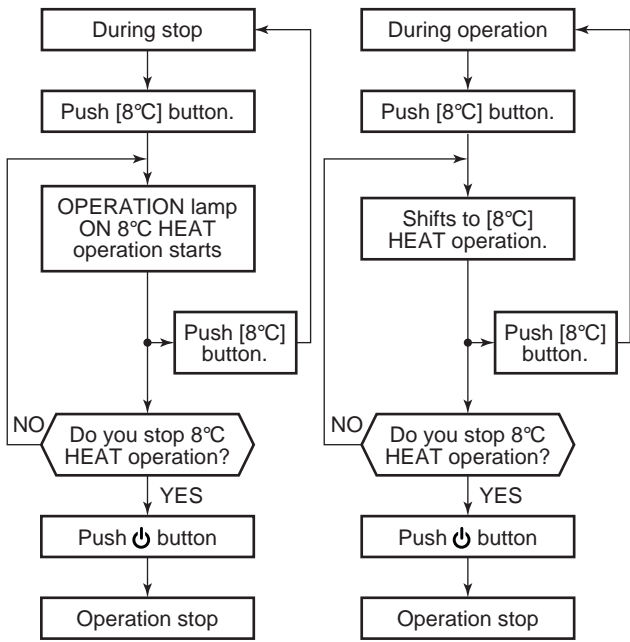 During stop
Push [8°C] button.
OPERATION lamp
ON 8°C HEAT
operation starts
Push [8°C]
button.
NO
Do you stop 8°C
HEAT operation?
YES
Push ⏻ button
Operation stop
During operation
Push [8°C] button.
Shifts to [8°C]
HEAT operation.
Push [8°C]
button.
NO
Do you stop 8°C
HEAT operation?
YES
Push ⏻ button
Operation stop